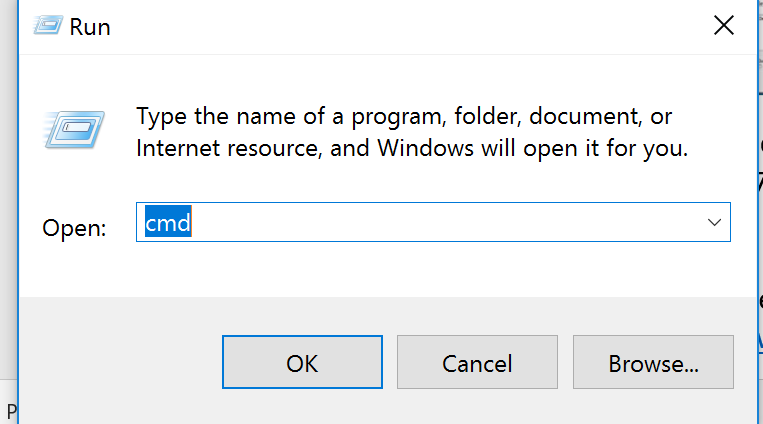 Run
Type the name of a program, folder, document, or
Internet resource, and Windows will open it for you.
Open: cmd
OK Cancel Browse...
P